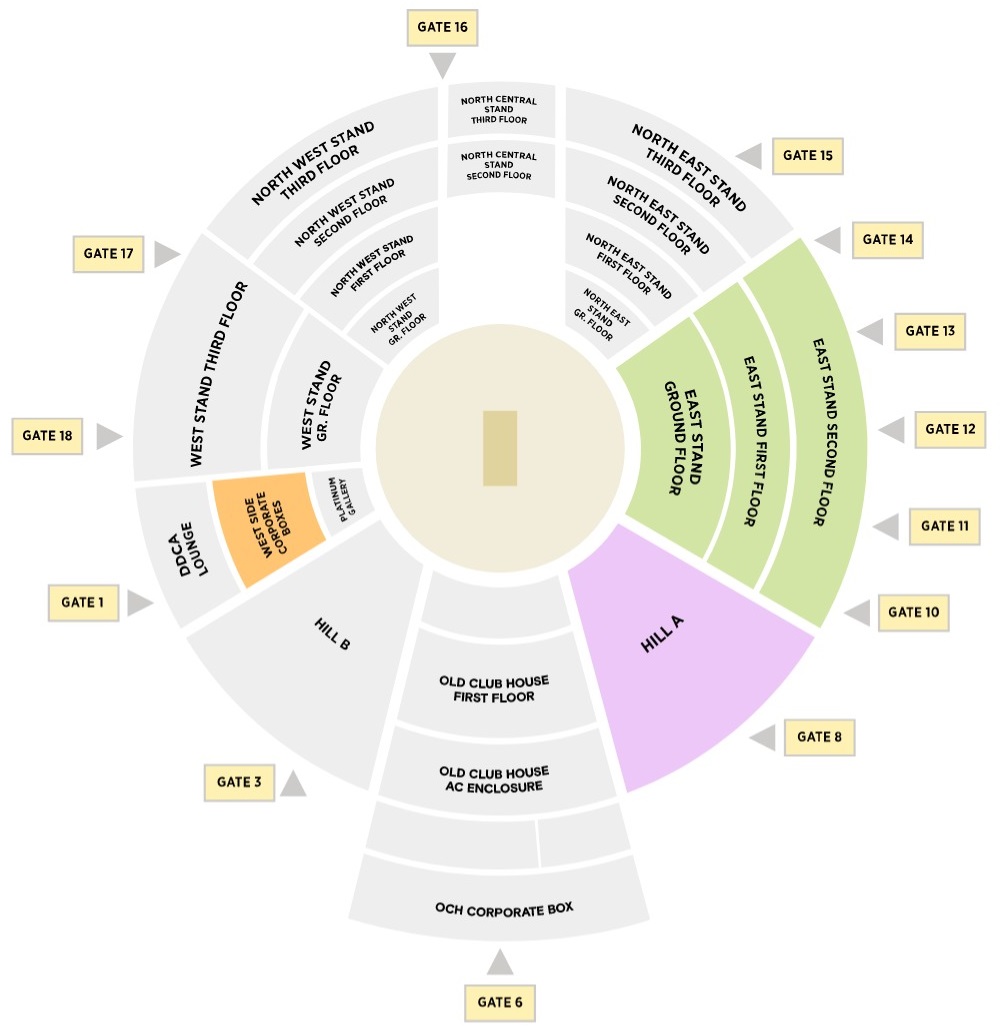 GATE 16
NORTH CENTRAL
STAND
THIRD FLOOR
NORTH CENTRAL
STAND
SECOND FLOOR
NORTH WEST STAND
THIRD FLOOR
NORTH WEST STAND
SECOND FLOOR
NORTH WEST STAND
FIRST FLOOR
NORTH WEST
STAND
GR. FLOOR
NORTH EAST STAND
THIRD FLOOR
NORTH EAST STAND
SECOND FLOOR
NORTH EAST STAND
FIRST FLOOR
NORTH EAST
STAND
GR. FLOOR
GATE 15
GATE 14
GATE 17
GATE 13
WEST STAND THIRD FLOOR
WEST STAND
GR. FLOOR
EAST STAND
GROUND FLOOR
EAST STAND FIRST FLOOR
EAST STAND SECOND FLOOR
GATE 18
GATE 12
DDCA
LOUNGE
WEST SIDE
CORPORATE
BOXES
PLATINUM
GALLERY
GATE 11
GATE 1
GATE 10
HILL B
HILL A
OLD CLUB HOUSE
FIRST FLOOR
GATE 8
GATE 3
OLD CLUB HOUSE
AC ENCLOSURE
OCH CORPORATE BOX
GATE 6